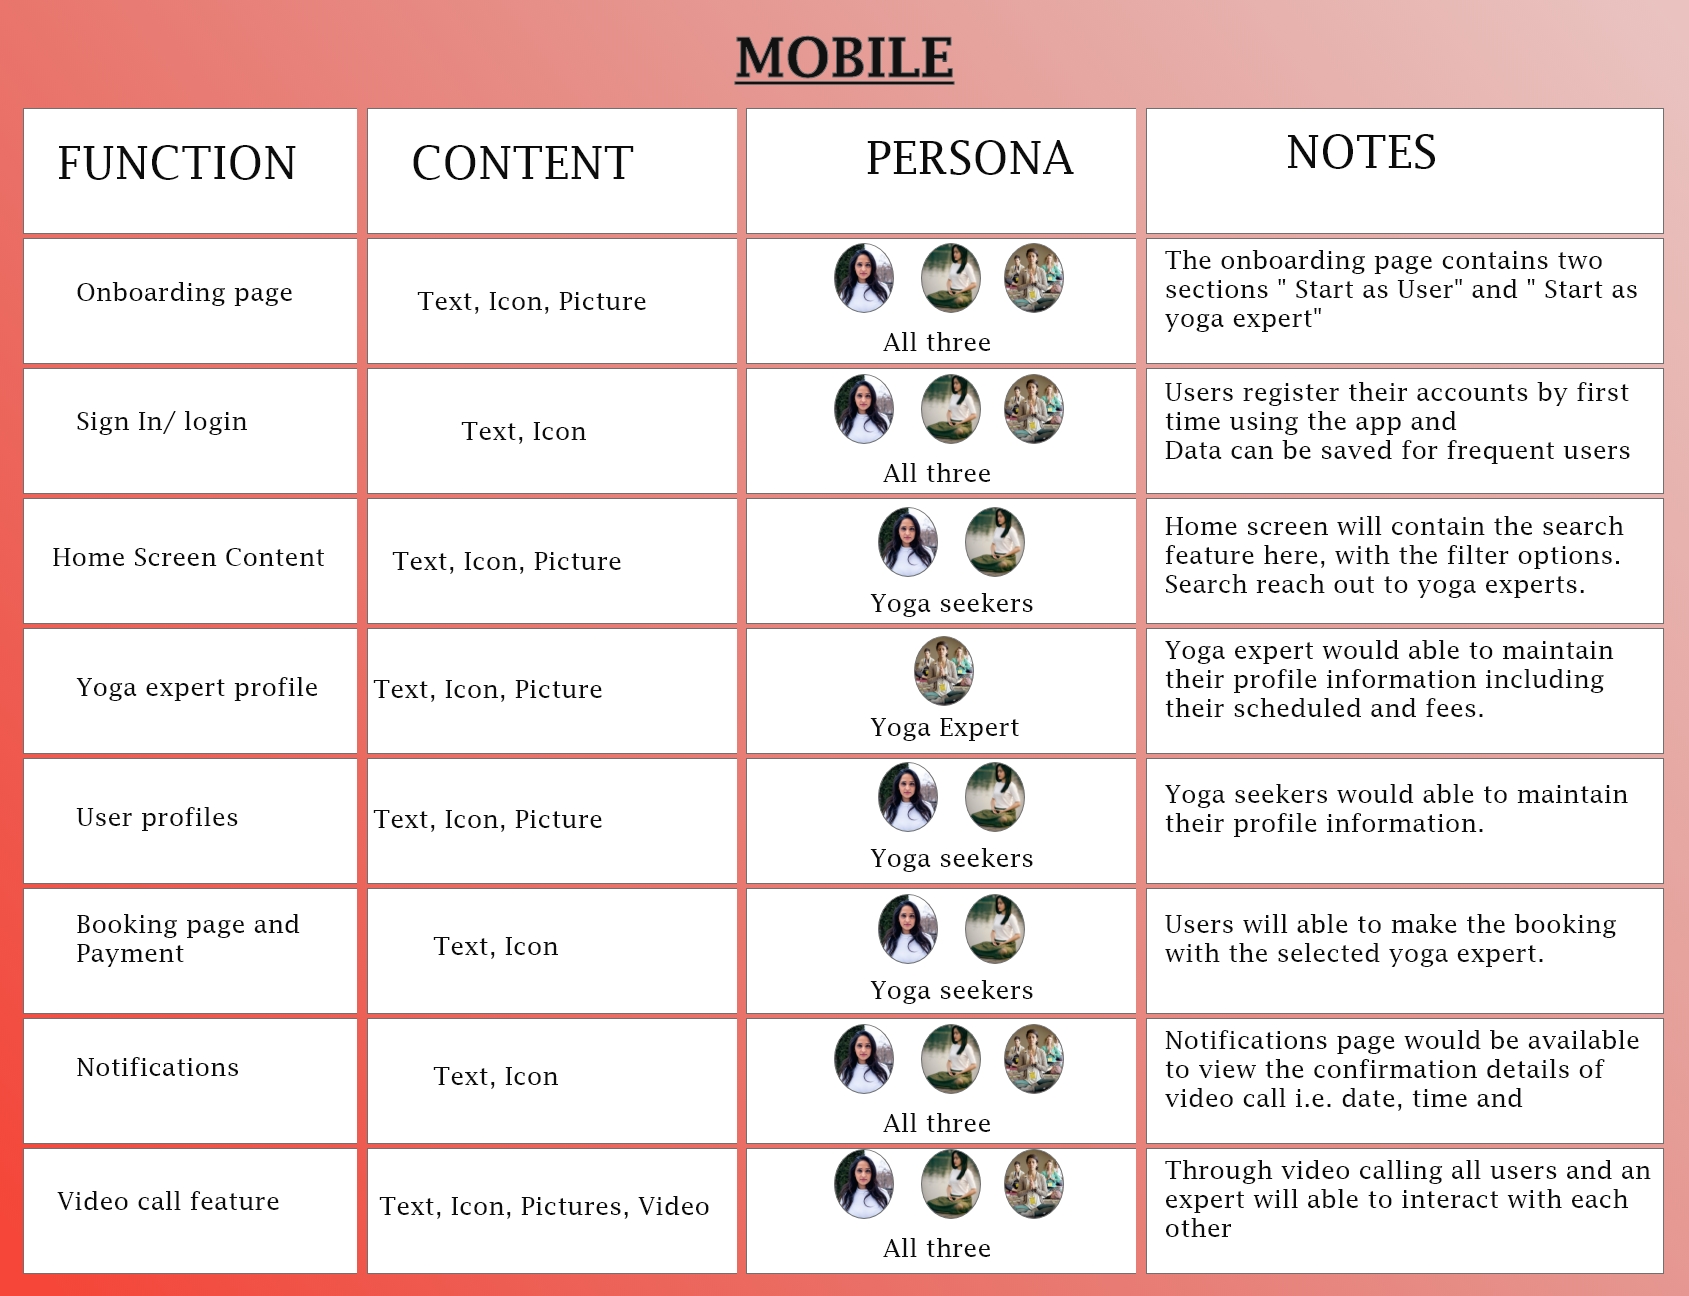 MOBILE
FUNCTION
CONTENT
PERSONA
NOTES
Onboarding page
Text, Icon, Picture
All three
The onboarding page contains two
sections " Start as User" and " Start as
yoga expert"
Sign In/ login
Text, Icon
All three
Users register their accounts by first
time using the app and
Data can be saved for frequent users
Home Screen Content
Text, Icon, Picture
Yoga seekers
Home screen will contain the search
feature here, with the filter options.
Search reach out to yoga experts.
Yoga expert profile
Text, Icon, Picture
Yoga Expert
Yoga expert would able to maintain
their profile information including
their scheduled and fees.
User profiles
Text, Icon, Picture
Yoga seekers
Yoga seekers would able to maintain
their profile information.
Booking page and
Payment
Text, Icon
Yoga seekers
Users will able to make the booking
with the selected yoga expert.
Notifications
Text, Icon
All three
Notifications page would be available
to view the confirmation details of
video call i.e. date, time and
Video call feature
Text, Icon, Pictures, Video
All three
Through video calling all users and an
expert will able to interact with each
other